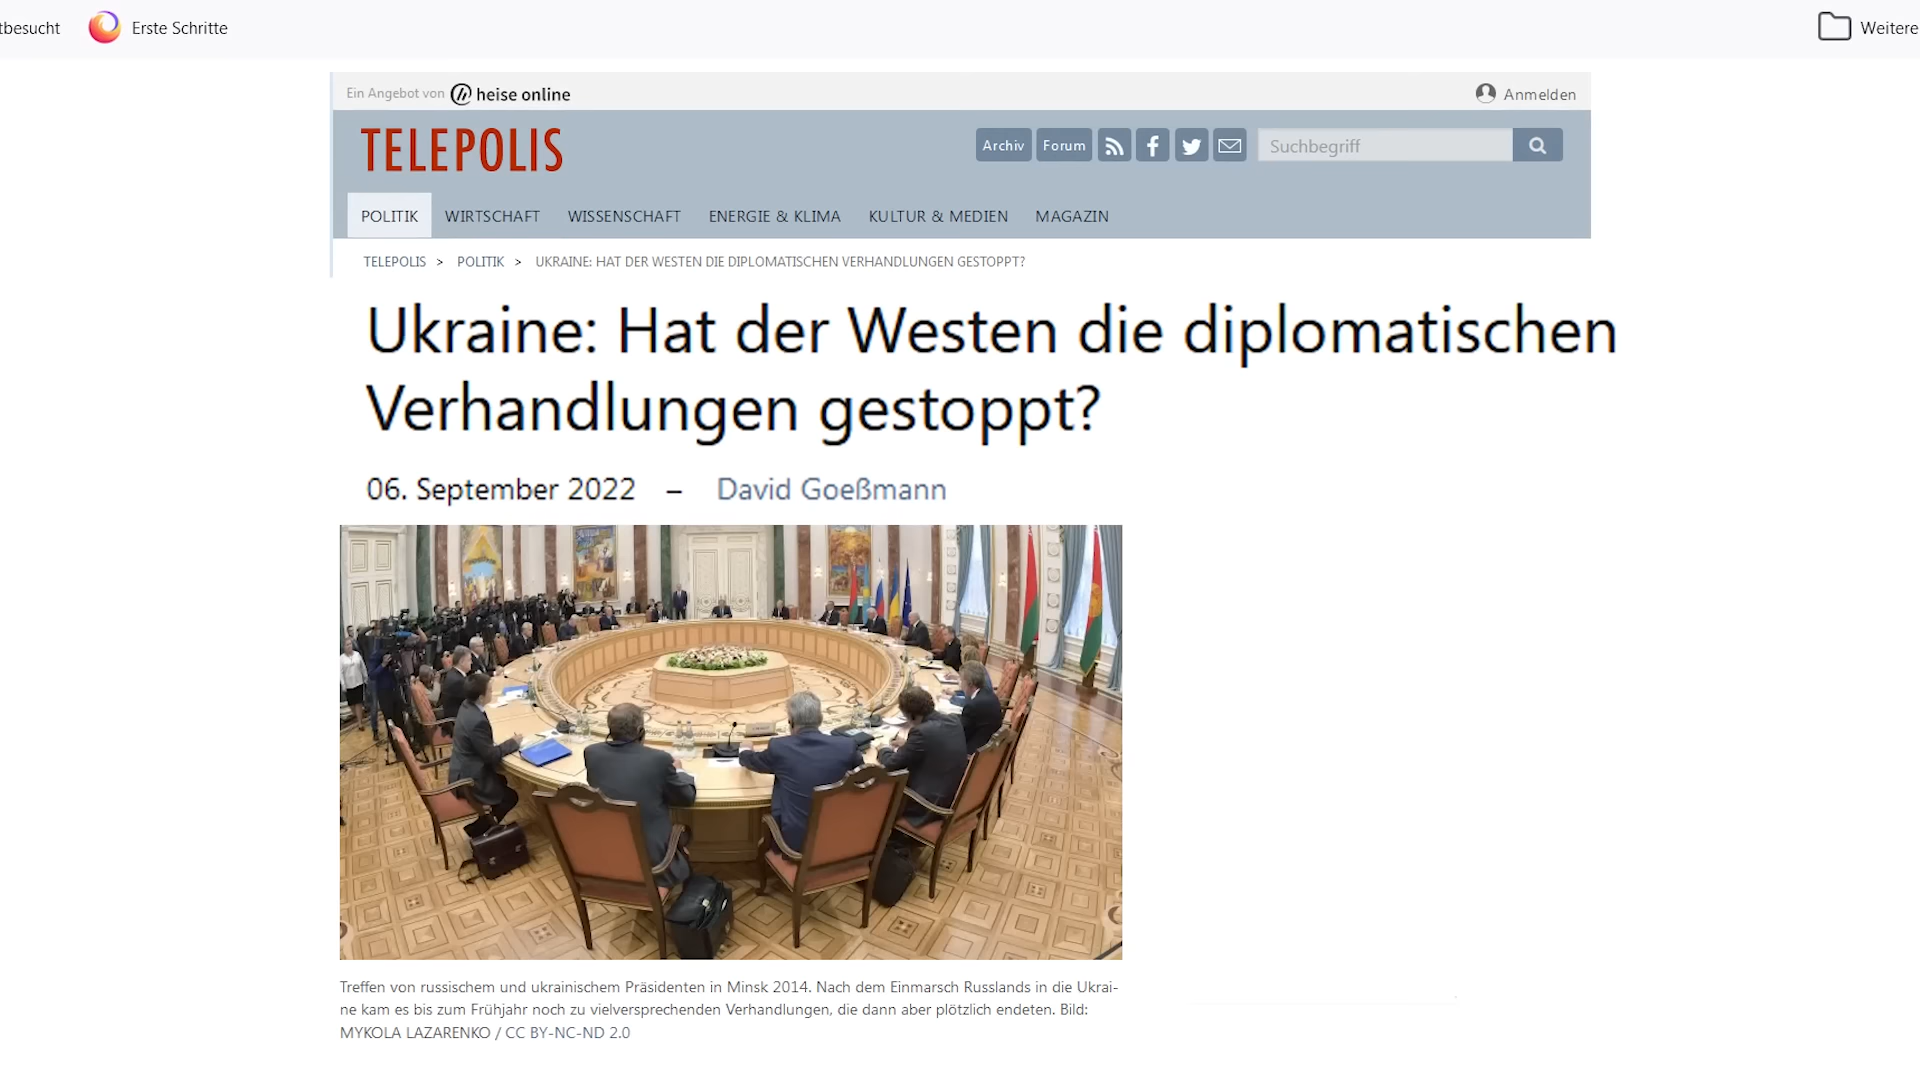 tbesucht
Erste Schritte
Weitere
Ein Angebot von heise online
Anmelden
TELEPOLIS
Archiv
Forum
Suchbegriff
POLITIK WIRTSCHAFT WISSENSCHAFT ENERGIE & KLIMA KULTUR & MEDIEN MAGAZIN
TELEPOLIS > POLITIK > UKRAINE: HAT DER WESTEN DIE DIPLOMATISCHEN VERHANDLUNGEN GESTOPPT?
Ukraine: Hat der Westen die diplomatischen
Verhandlungen gestoppt?
06. September 2022 – David Goeßmann
Treffen von russischem und ukrainischem Präsidenten in Minsk 2014. Nach dem Einmarsch Russlands in die Ukrai-
ne kam es bis zum Frühjahr noch zu vielversprechenden Verhandlungen, die dann aber plötzlich endeten. Bild:
MYKOLA LAZARENKO / CC BY-NC-ND 2.0